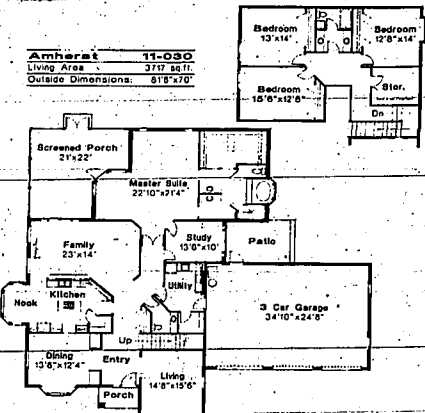 Amherst 11-030
Living Area 3717 sq.ft.
Outside Dimensions: 81'8"x70'
Bedroom
13'x14'
Bedroom
12'8"x14'
Bedroom
15'6"x12'8"
Stor.
Dn
Screened Porch
21'x22'
Master Suite
22'10"x21'4"
Family
23'x14'
Study
13'6"x10'
Patio
Nook
Kitchen
Utility
3 Car Garage
34'10"x24'8"
Up
Dining
13'6"x12'4"
Entry
Living
14'8"x15'6"
Porch